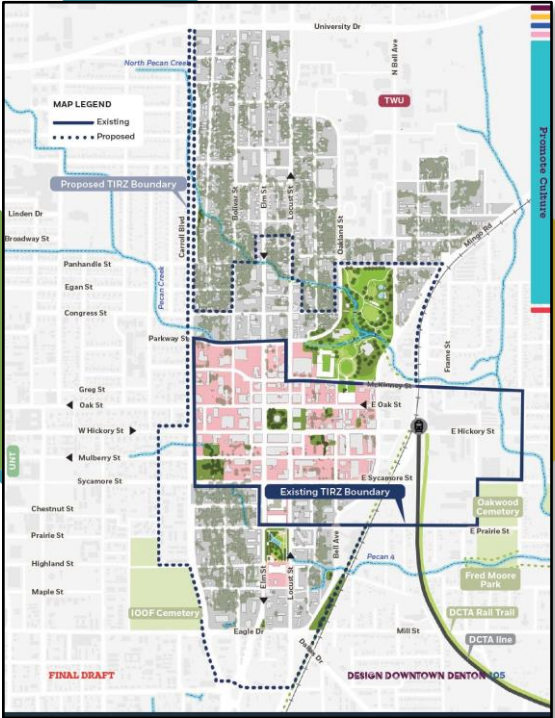 University Dr
North Pecan Creek
N Bell Ave
MAP LEGEND
Existing
Proposed
TWU
Promote Culture
Proposed TIRZ Boundary
Bolivar St
Elm St
Locust St
Oakland St
Carroll Blvd
Mingo Rd
Linden Dr
Broadway St
Panhandle St
Pecan Creek
Egan St
Congress St
Parkway St
Frame St
McKinney St
Greg St
Oak St
E Oak St
W Hickory St
E Hickory St
UNT
Mulberry St
Sycamore St
E Sycamore St
Existing TIRZ Boundary
Oakwood
Cemetery
Chestnut St
Prairie St
E Prairie St
Bell Ave
Highland St
Pecan 4
Elm St
Locust St
Fred Moore
Park
Maple St
IOOF Cemetery
DCTA Rail Trail
Eagle Dr
Mill St
DCTA line
FINAL DRAFT
DESIGN DOWNTOWN DENTON